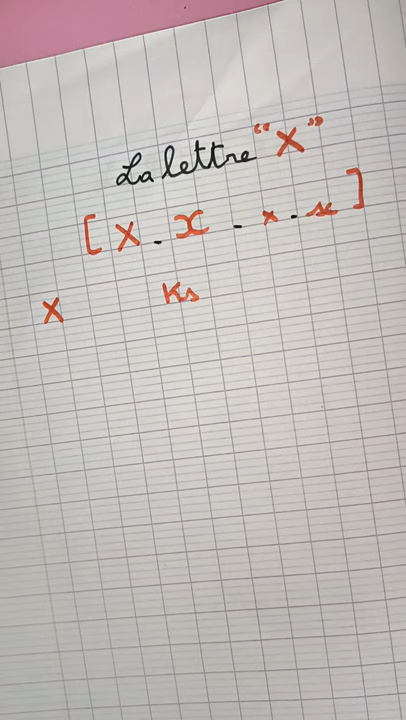 La lettre "X"
[ X - X - x - x ]
X Ks